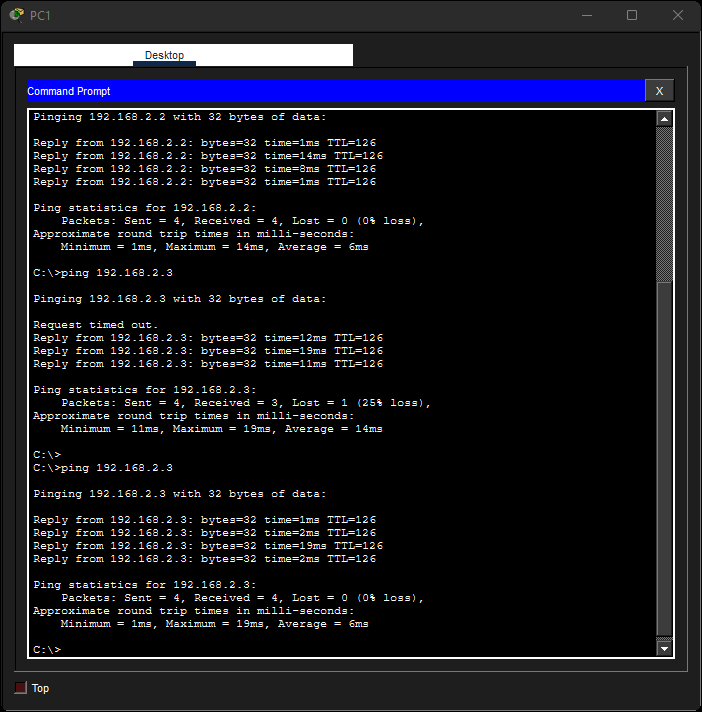 PC1
Desktop
Command Prompt
X
Pinging 192.168.2.2 with 32 bytes of data:
Reply from 192.168.2.2: bytes=32 time=1ms TTL=126
Reply from 192.168.2.2: bytes=32 time=14ms TTL=126
Reply from 192.168.2.2: bytes=32 time=8ms TTL=126
Reply from 192.168.2.2: bytes=32 time=1ms TTL=126
Ping statistics for 192.168.2.2:
Packets: Sent = 4, Received = 4, Lost = 0 (0% loss),
Approximate round trip times in milli-seconds:
Minimum = 1ms, Maximum = 14ms, Average = 6ms
C:\>ping 192.168.2.3
Pinging 192.168.2.3 with 32 bytes of data:
Request timed out.
Reply from 192.168.2.3: bytes=32 time=12ms TTL=126
Reply from 192.168.2.3: bytes=32 time=19ms TTL=126
Reply from 192.168.2.3: bytes=32 time=11ms TTL=126
Ping statistics for 192.168.2.3:
Packets: Sent = 4, Received = 3, Lost = 1 (25% loss),
Approximate round trip times in milli-seconds:
Minimum = 11ms, Maximum = 19ms, Average = 14ms
C:\>
C:\>ping 192.168.2.3
Pinging 192.168.2.3 with 32 bytes of data:
Reply from 192.168.2.3: bytes=32 time=1ms TTL=126
Reply from 192.168.2.3: bytes=32 time=2ms TTL=126
Reply from 192.168.2.3: bytes=32 time=19ms TTL=126
Reply from 192.168.2.3: bytes=32 time=2ms TTL=126
Ping statistics for 192.168.2.3:
Packets: Sent = 4, Received = 4, Lost = 0 (0% loss),
Approximate round trip times in milli-seconds:
Minimum = 1ms, Maximum = 19ms, Average = 6ms
C:\>
Top